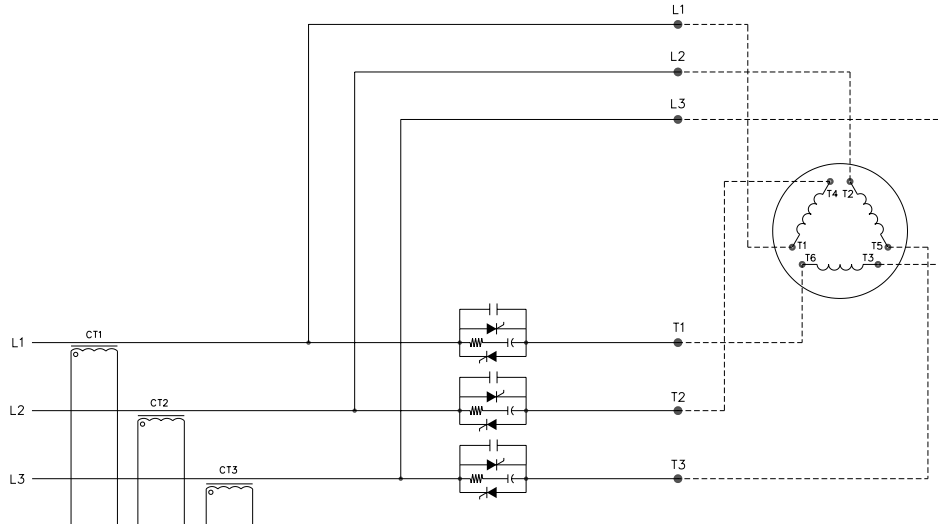 L1
L2
L3
T4 T2
T1 T5
T6 T3
L1 CT1 T1
L2 CT2 T2
L3 CT3 T3